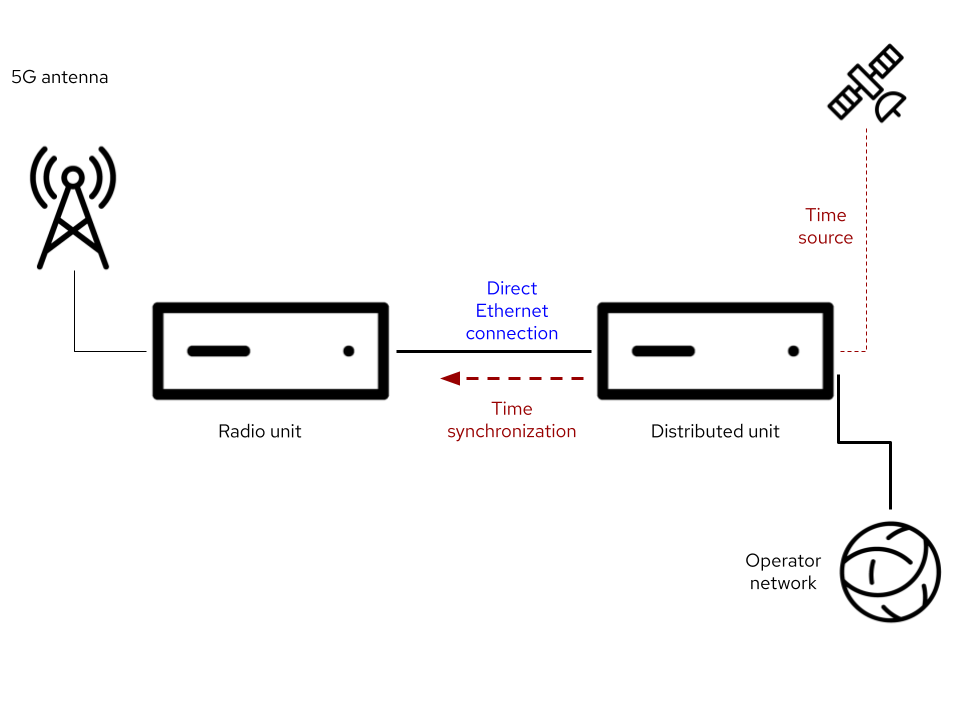 5G antenna
Time
source
Direct
Ethernet
connection
Time
synchronization
Radio unit
Distributed unit
Operator
network